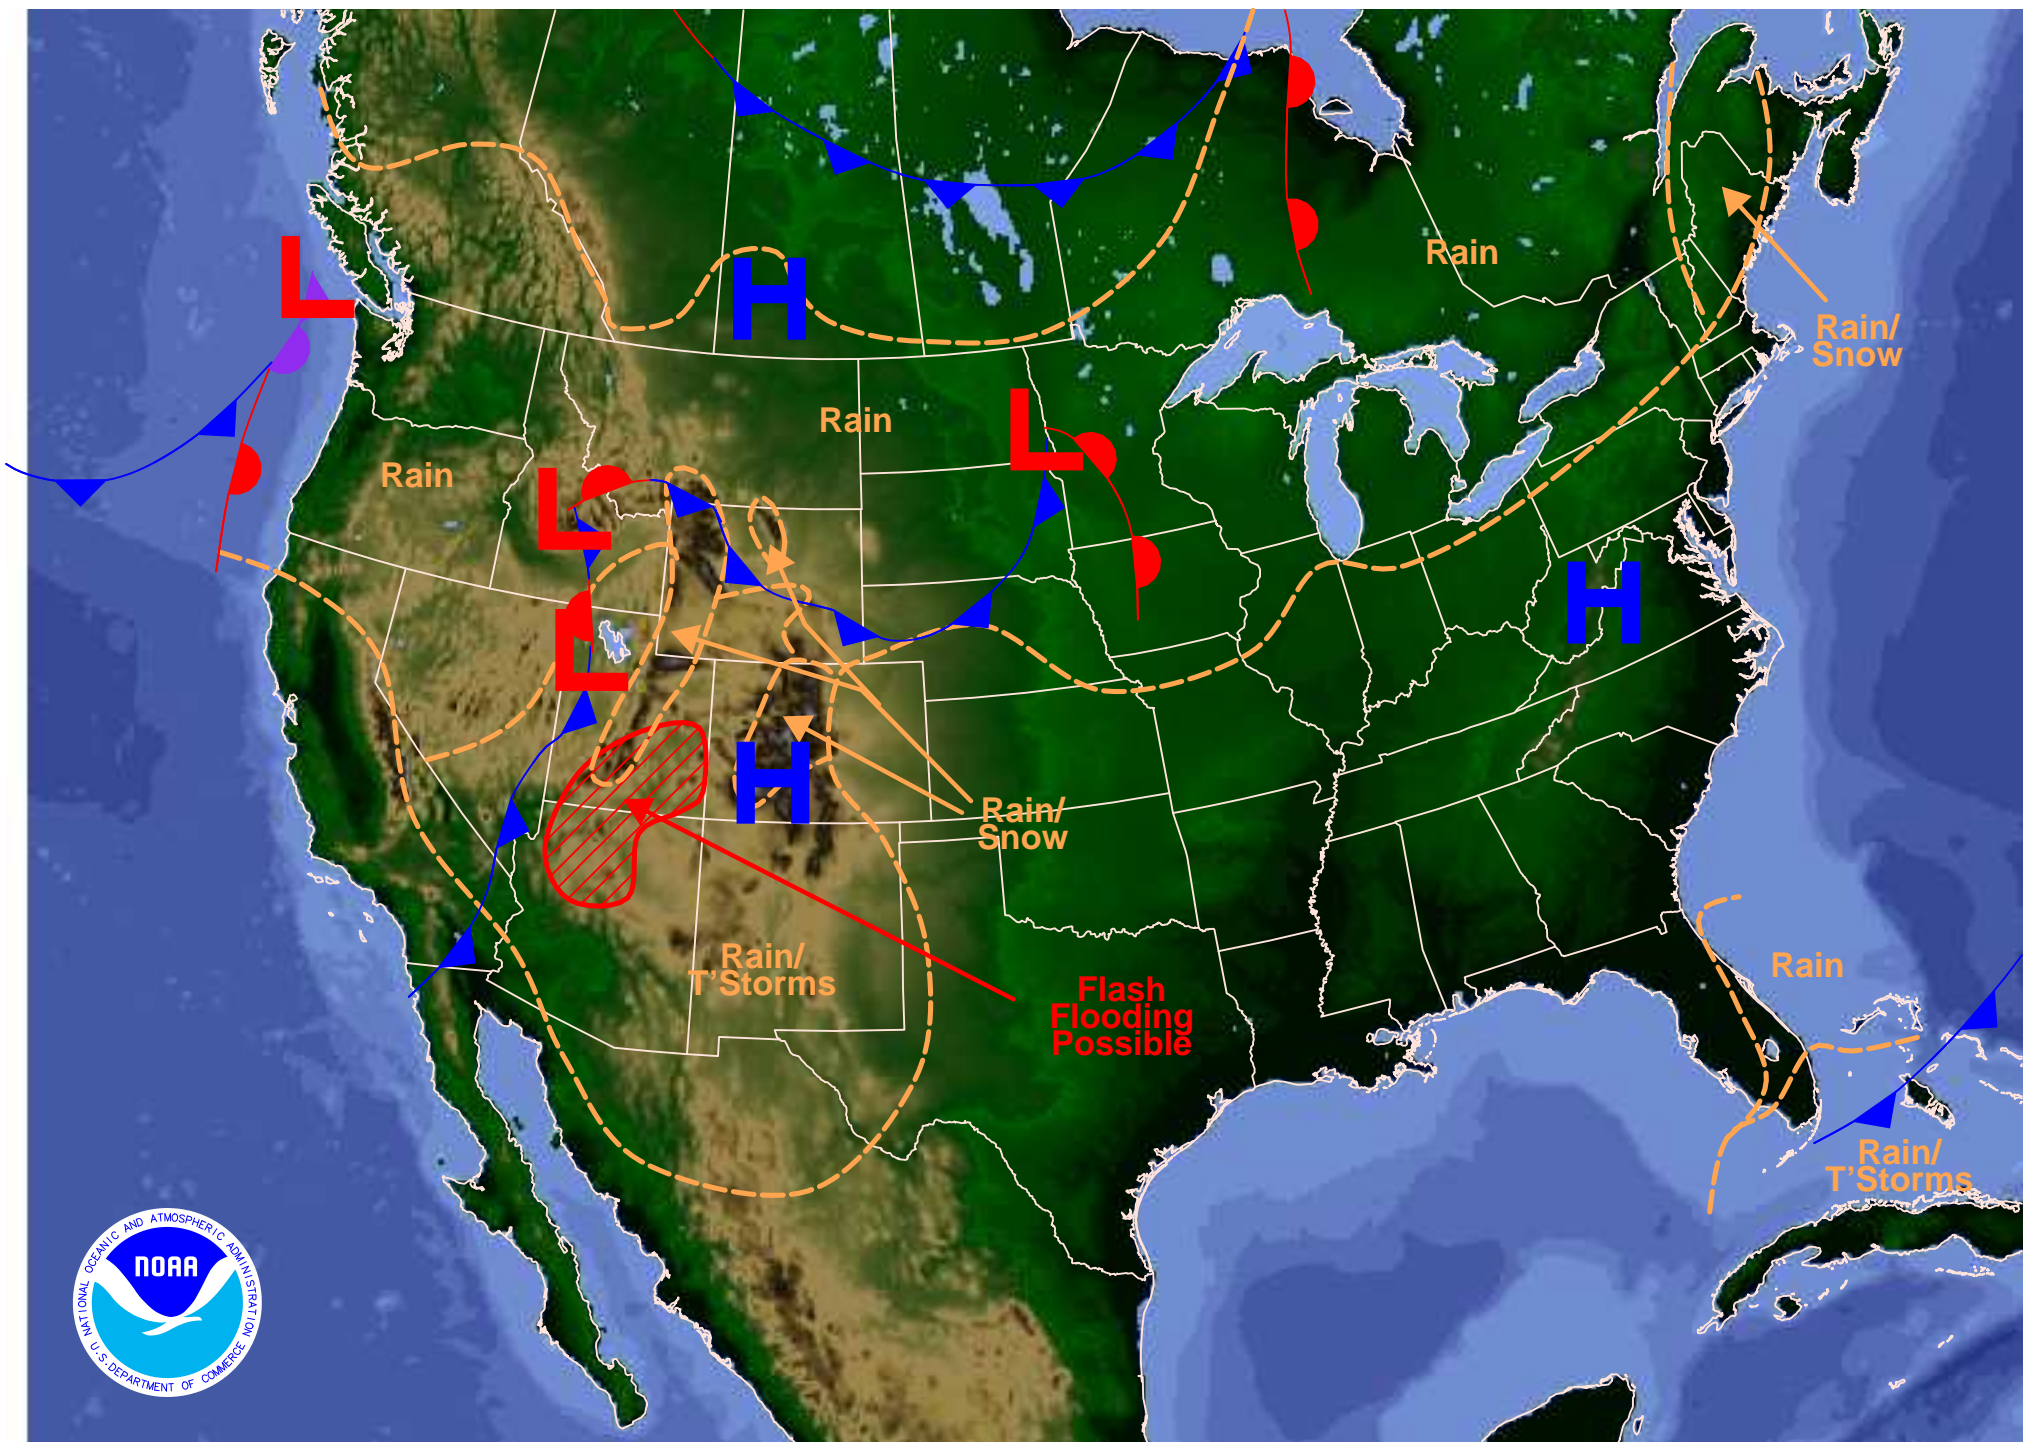 L
H
Rain
Rain/
Snow
Rain
L
Rain
L
H
L
H
Rain/
Snow
Rain/
T'Storms
Flash
Flooding
Possible
Rain
Rain/
T'Storms
NATIONAL OCEANIC AND ATMOSPHERIC ADMINISTRATION
NOAA
U.S. DEPARTMENT OF COMMERCE